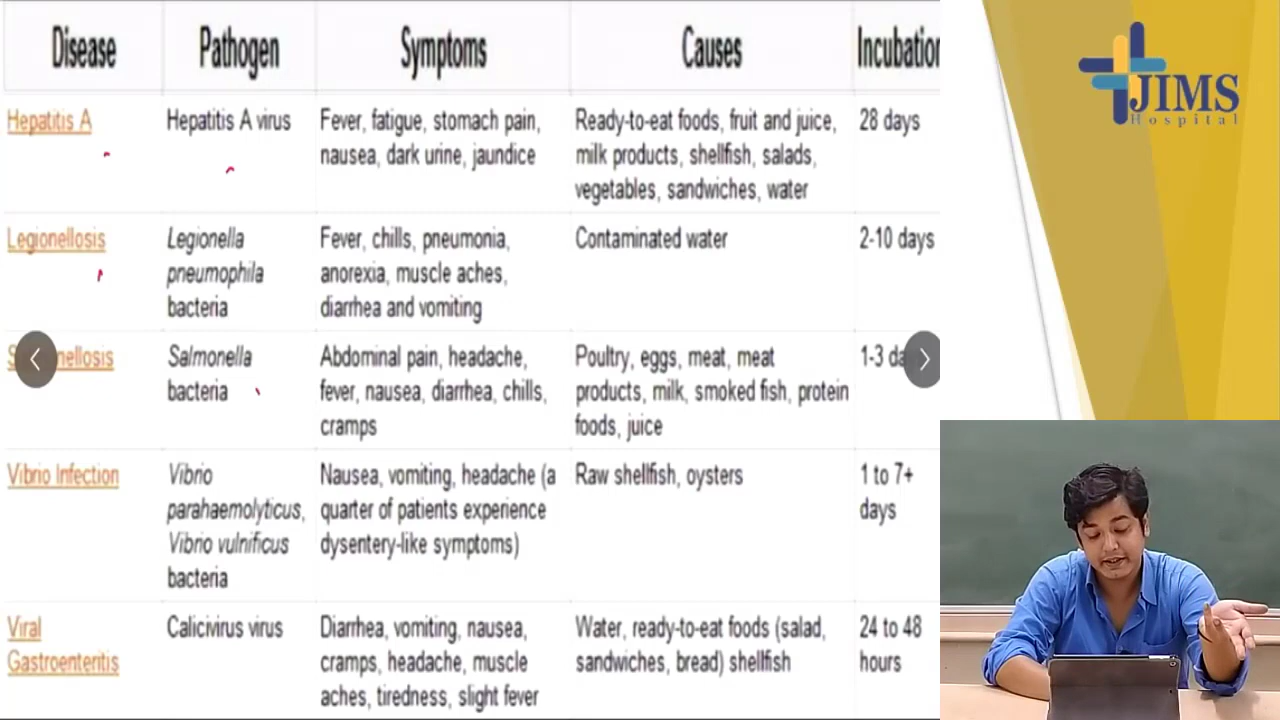 Disease Pathogen Symptoms Causes Incubation
Hepatitis A Hepatitis A virus Fever, fatigue, stomach pain, Ready-to-eat foods, fruit and juice, 28 days
nausea, dark urine, jaundice milk products, shellfish, salads,
vegetables, sandwiches, water
Legionellosis Legionella Fever, chills, pneumonia, Contaminated water 2-10 days
pneumophila anorexia, muscle aches,
bacteria diarrhea and vomiting
Salmonella Abdominal pain, headache, Poultry, eggs, meat, meat 1-3 da
bacteria fever, nausea, diarrhea, chills, products, milk, smoked fish, protein
cramps foods, juice
Vibrio Infection Vibrio Nausea, vomiting, headache (a Raw shellfish, oysters 1 to 7+
parahaemolyticus, quarter of patients experience days
Vibrio vulnificus dysentery-like symptoms)
bacteria
Viral Calicivirus virus Diarrhea, vomiting, nausea, Water, ready-to-eat foods (salad, 24 to 48
Gastroenteritis cramps, headache, muscle sandwiches, bread) shellfish hours
aches, tiredness, slight fever
JIMS
Hospital